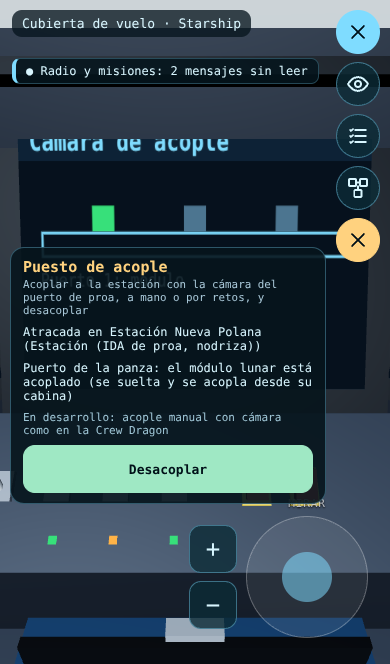 Cubierta de vuelo · Starship
● Radio y misiones: 2 mensajes sin leer
Cámara de acople
Puesto de acople
Acoplar a la estación con la cámara del
puerto de proa, a mano o por retos, y
desacoplar
Atracada en Estación Nueva Polana
(Estación (IDA de proa, nodriza))
Puerto de la panza: el módulo lunar está
acoplado (se suelta y se acopla desde su
cabina)
En desarrollo: acople manual con cámara
como en la Crew Dragon
Desacoplar
+
−